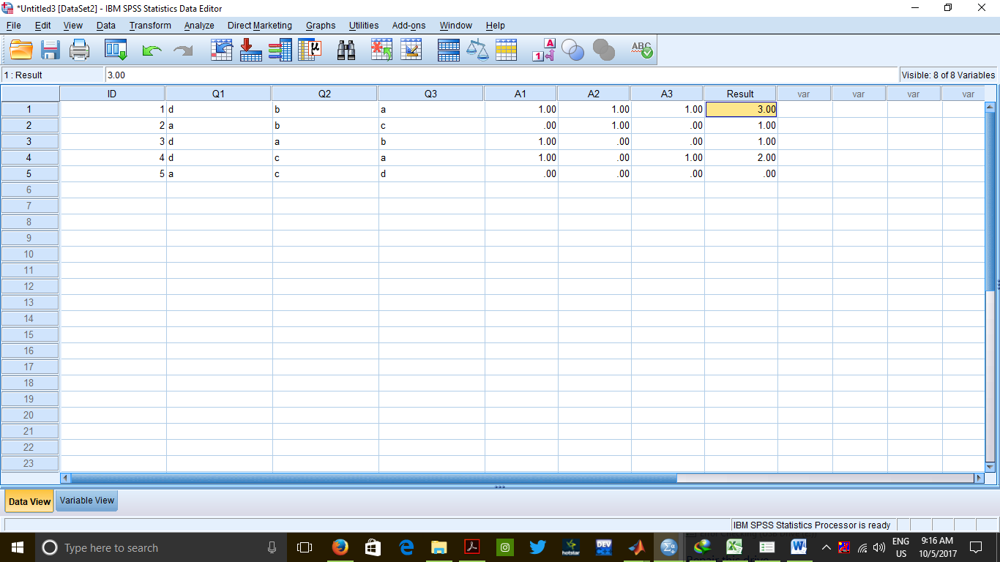 *Untitled3 [DataSet2] - IBM SPSS Statistics Data Editor
File Edit View Data Transform Analyze Direct Marketing Graphs Utilities Add-ons Window Help
1 : Result 3.00 Visible: 8 of 8 Variables
ID Q1 Q2 Q3 A1 A2 A3 Result var var var var
1 1 d b a 1.00 1.00 1.00 3.00
2 2 a b c .00 1.00 .00 1.00
3 3 d a b 1.00 .00 .00 1.00
4 4 d c a 1.00 .00 1.00 2.00
5 5 a c d .00 .00 .00 .00
6
7
8
9
10
11
12
13
14
15
16
17
18
19
20
21
22
23
Data View Variable View
IBM SPSS Statistics Processor is ready
Type here to search
ENG 9:16 AM
US 10/5/2017